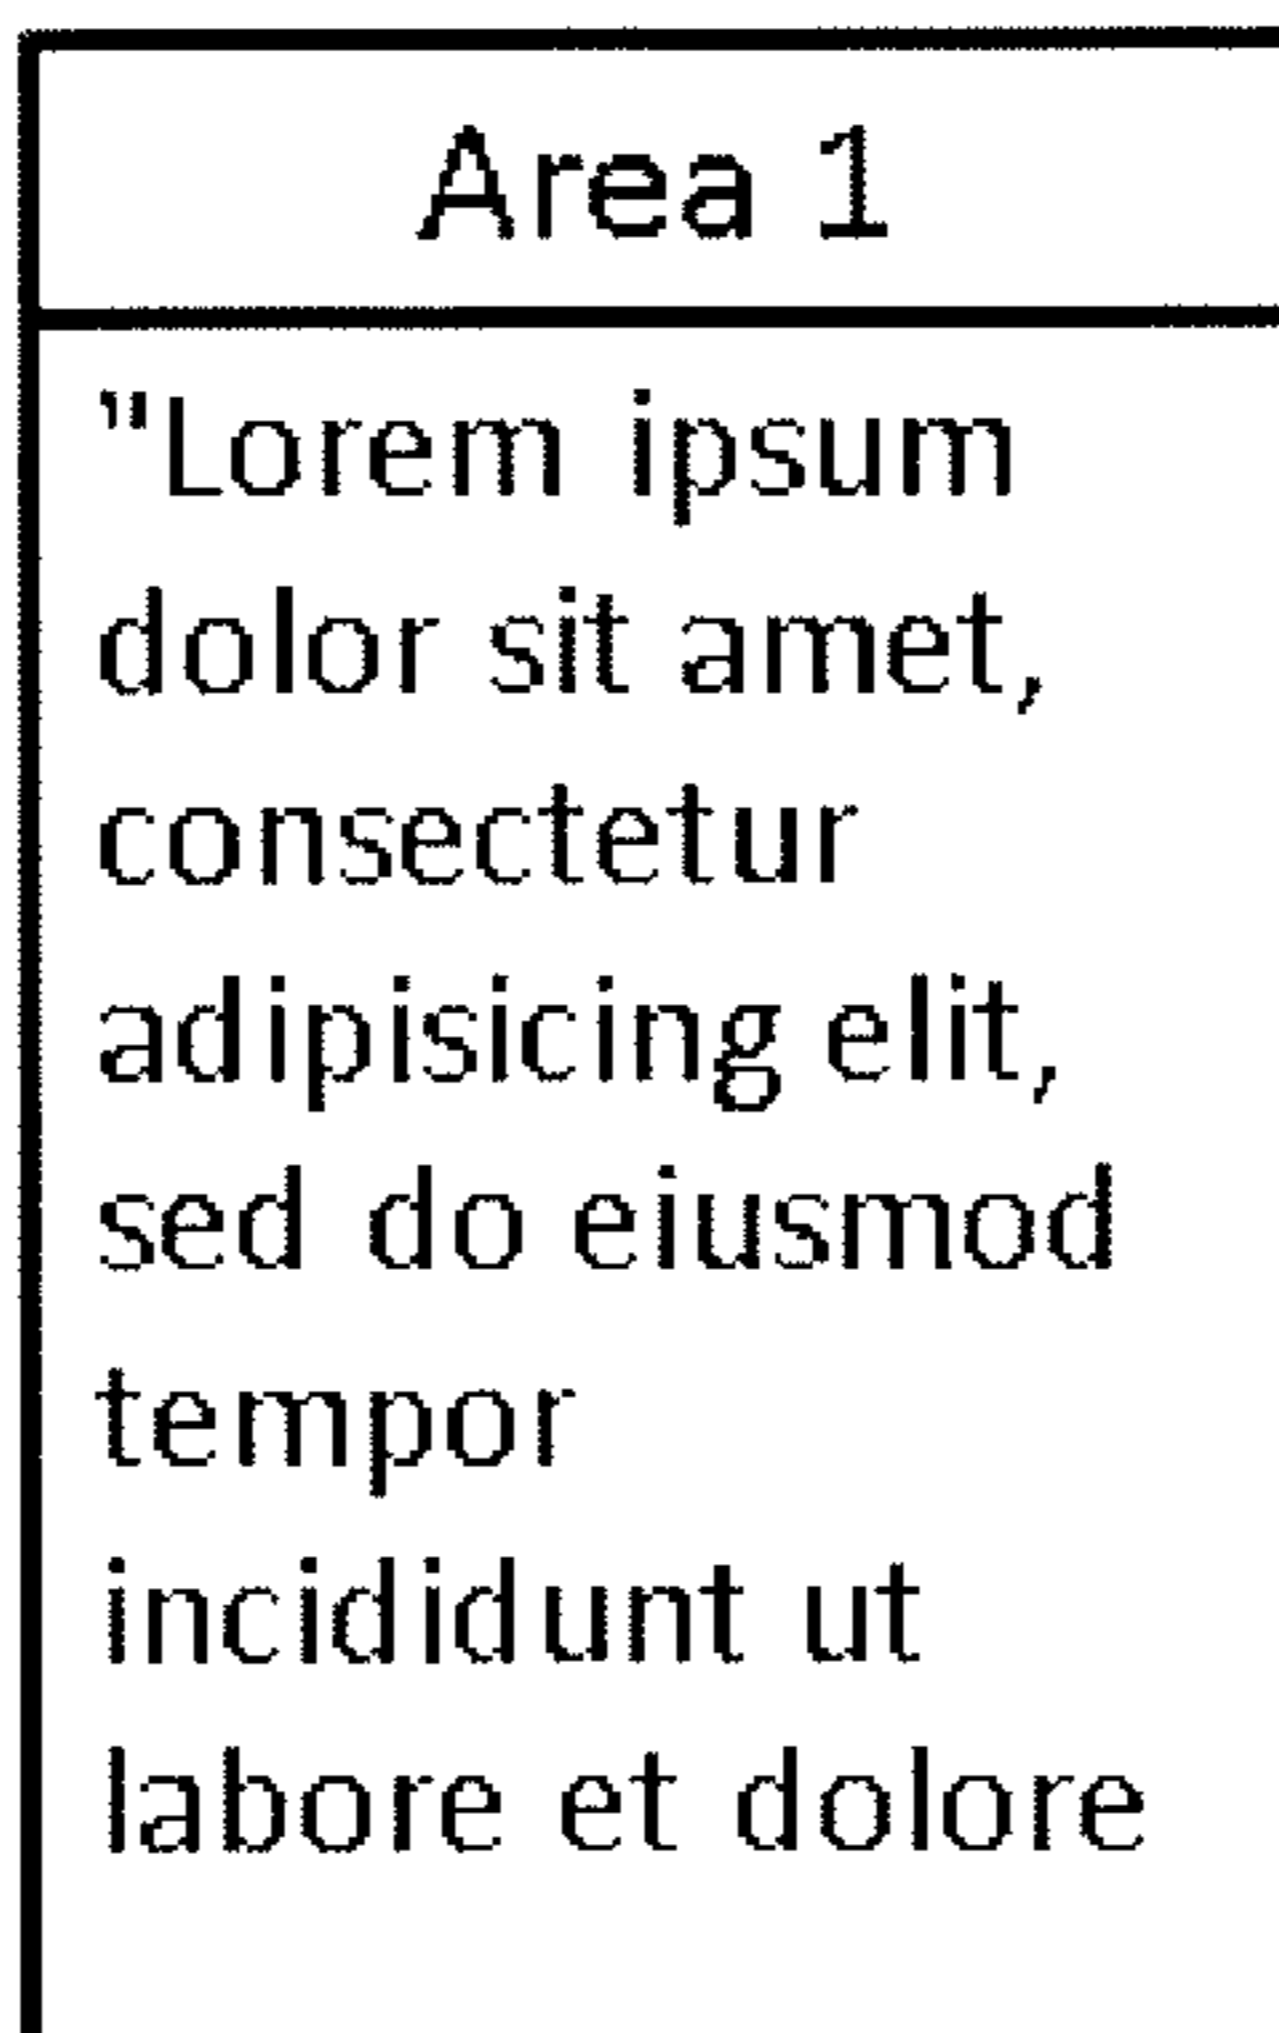 Area 1
"Lorem ipsum
dolor sit amet,
consectetur
adipisicing elit,
sed do eiusmod
tempor
incididunt ut
labore et dolore